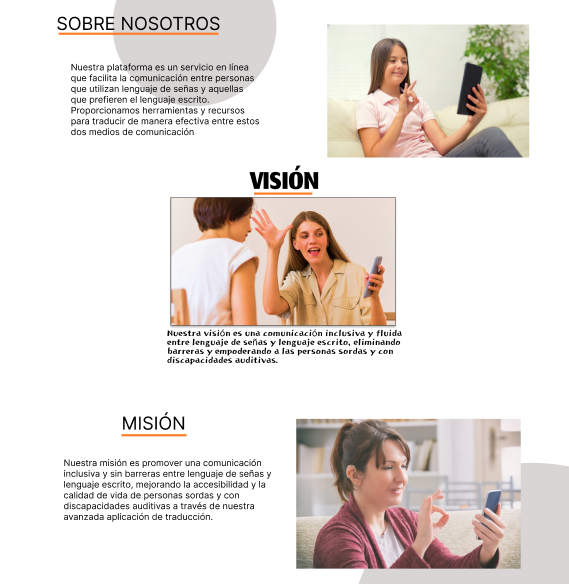 SOBRE NOSOTROS
Nuestra plataforma es un servicio en línea
que facilita la comunicación entre personas
que utilizan lenguaje de señas y aquellas
que prefieren el lenguaje escrito.
Proporcionamos herramientas y recursos
para traducir de manera efectiva entre estos
dos medios de comunicación
VISIÓN
Nuestra visión es una comunicación inclusiva y fluida
entre lenguaje de señas y lenguaje escrito, eliminando
barreras y empoderando a las personas sordas y con
discapacidades auditivas.
MISIÓN
Nuestra misión es promover una comunicación
inclusiva y sin barreras entre lenguaje de señas y
lenguaje escrito, mejorando la accesibilidad y la
calidad de vida de personas sordas y con
discapacidades auditivas a través de nuestra
avanzada aplicación de traducción.